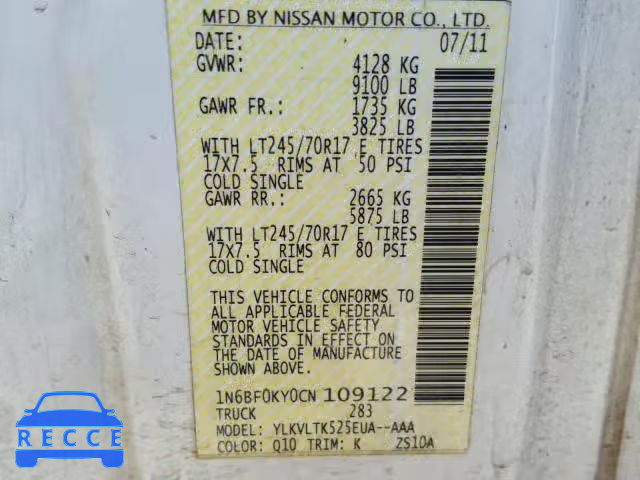 MFD BY NISSAN MOTOR CO., LTD.
DATE: 07/11
GVWR: 4128 KG
9100 LB
GAWR FR.: 1735 KG
3825 LB
WITH LT245/70R17 E TIRES
17X7.5 RIMS AT 50 PSI
COLD SINGLE
GAWR RR.: 2665 KG
5875 LB
WITH LT245/70R17 E TIRES
17X7.5 RIMS AT 80 PSI
COLD SINGLE
THIS VEHICLE CONFORMS TO
ALL APPLICABLE FEDERAL
MOTOR VEHICLE SAFETY
STANDARDS IN EFFECT ON
THE DATE OF MANUFACTURE
SHOWN ABOVE.
1N6BF0KY0CN 109122
TRUCK 283
MODEL: YLKVLTK525EUA--AAA
COLOR: Q10 TRIM: K ZS10A
BidFax.info